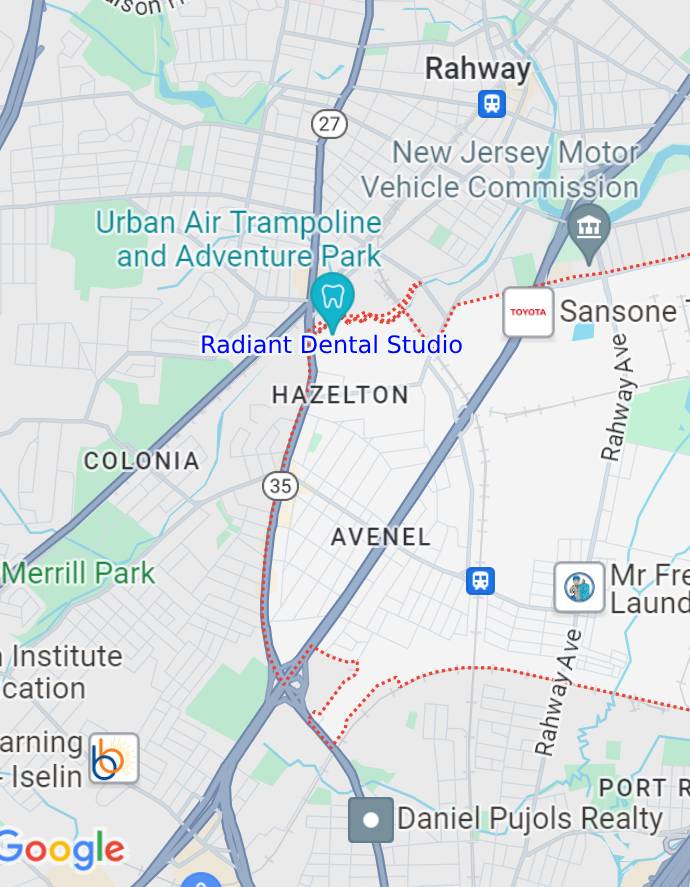 Rahway
27
New Jersey Motor
Vehicle Commission
Urban Air Trampoline
and Adventure Park
TOYOTA
Sansone
Radiant Dental Studio
Rahway Ave
HAZELTON
COLONIA
35
AVENEL
Merrill Park
Mr Fre
Laund
Institute
cation
Rahway Ave
arning
- Iselin
PORT R
Daniel Pujols Realty
Google